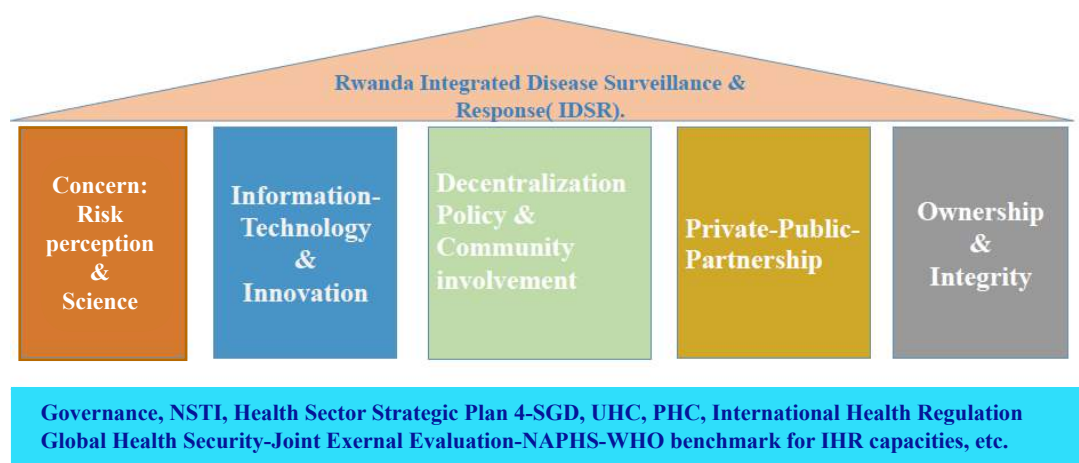 Rwanda Integrated Disease Surveillance &
Response( IDSR).
Concern:
Risk
perception
&
Science
Information-
Technology
&
Innovation
Decentralization
Policy &
Community
involvement
Private-Public-
Partnership
Ownership
&
Integrity
Governance, NSTI, Health Sector Strategic Plan 4-SGD, UHC, PHC, International Health Regulation
Global Health Security-Joint Exernal Evaluation-NAPHS-WHO benchmark for IHR capacities, etc.